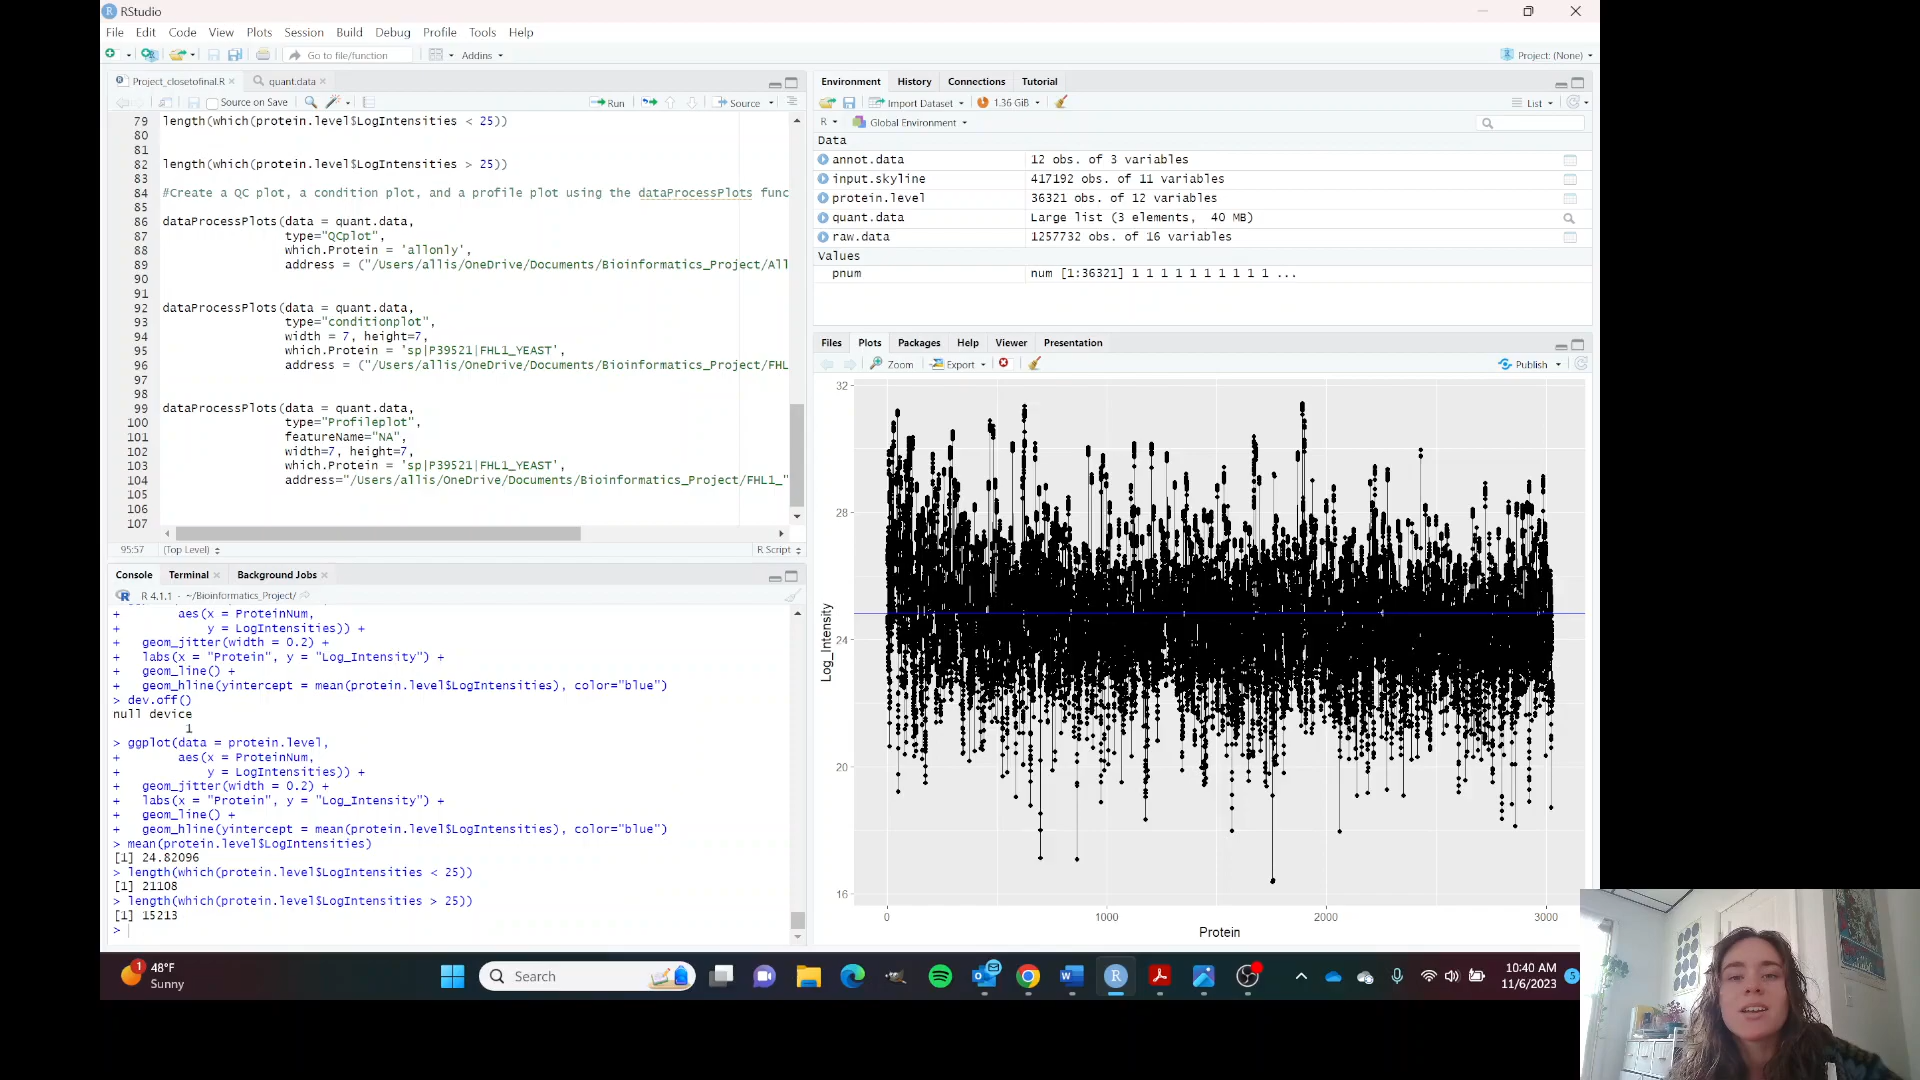 RStudio
File Edit Code View Plots Session Build Debug Profile Tools Help
Go to file/function
Addins
Project: (None)
Project_closetofinal.R
quant.data
Source on Save
Run
Source
79 length(which(protein.level$LogIntensities < 25))
80
81
82 length(which(protein.level$LogIntensities > 25))
83
84 #Create a QC plot, a condition plot, and a profile plot using the dataProcessPlots func
85
86 dataProcessPlots(data = quant.data,
87 type="QCplot",
88 which.Protein = 'allonly',
89 address = ("/Users/allis/OneDrive/Documents/Bioinformatics_Project/All
90
91
92 dataProcessPlots(data = quant.data,
93 type="conditionplot",
94 width = 7, height=7,
95 which.Protein = 'sp|P39521|FHL1_YEAST',
96 address = ("/Users/allis/OneDrive/Documents/Bioinformatics_Project/FHL
97
98
99 dataProcessPlots(data = quant.data,
100 type="Profileplot",
101 featureName="NA",
102 width=7, height=7,
103 which.Protein = 'sp|P39521|FHL1_YEAST',
104 address="/Users/allis/OneDrive/Documents/Bioinformatics_Project/FHL1_"
105
106
107
95:57 (Top Level) R Script
Console Terminal Background Jobs
R 4.1.1 · ~/Bioinformatics_Project/
+ aes(x = ProteinNum,
+ y = LogIntensities)) +
+ geom_jitter(width = 0.2) +
+ labs(x = "Protein", y = "Log_Intensity") +
+ geom_line() +
+ geom_hline(yintercept = mean(protein.level$LogIntensities), color="blue")
> dev.off()
null device
1
> ggplot(data = protein.level,
+ aes(x = ProteinNum,
+ y = LogIntensities)) +
+ geom_jitter(width = 0.2) +
+ labs(x = "Protein", y = "Log_Intensity") +
+ geom_line() +
+ geom_hline(yintercept = mean(protein.level$LogIntensities), color="blue")
> mean(protein.level$LogIntensities)
[1] 24.82096
> length(which(protein.level$LogIntensities < 25))
[1] 21108
> length(which(protein.level$LogIntensities > 25))
[1] 15213
>
Environment History Connections Tutorial
Import Dataset 1.36 GiB List
R Global Environment
Data
annot.data 12 obs. of 3 variables
input.skyline 417192 obs. of 11 variables
protein.level 36321 obs. of 12 variables
quant.data Large list (3 elements, 40 MB)
raw.data 1257732 obs. of 16 variables
Values
pnum num [1:36321] 1 1 1 1 1 1 1 1 1 1 ...
Files Plots Packages Help Viewer Presentation
Zoom Export Publish
32
28
24
20
16
Log_Intensity
0 1000 2000 3000
Protein
1
48°F
Sunny
Search
10:40 AM
11/6/2023
5